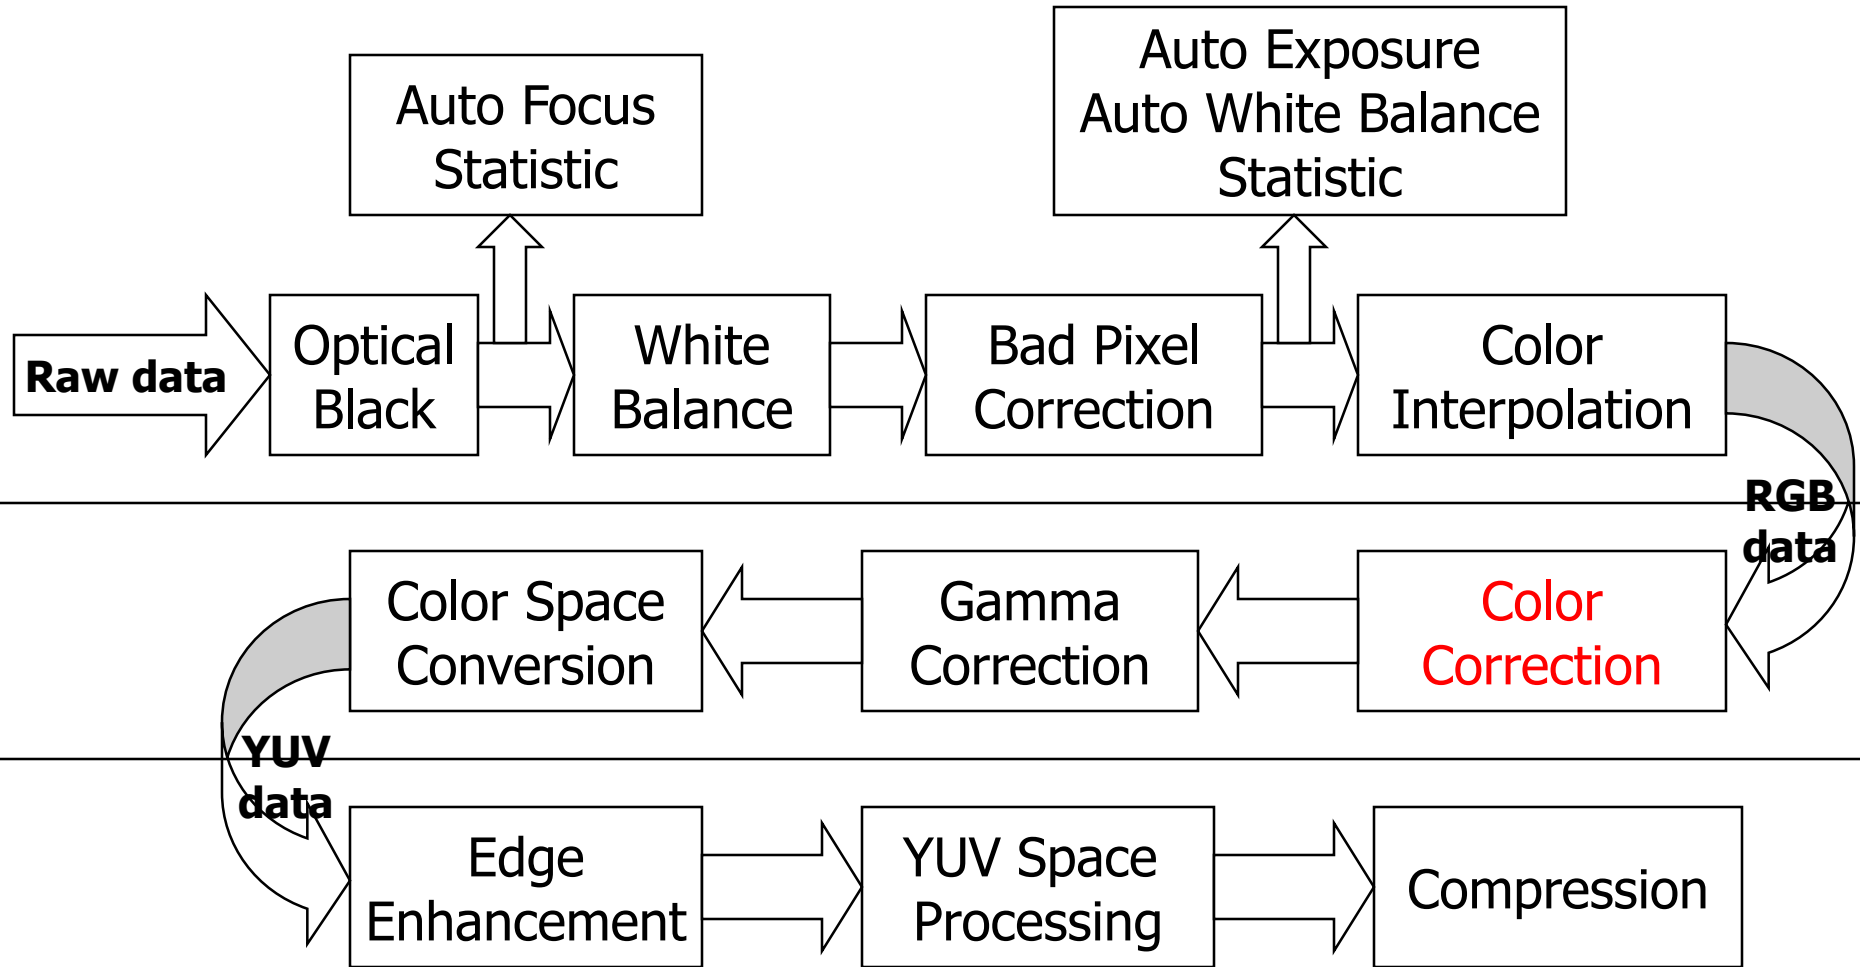 Auto Focus
Statistic
Auto Exposure
Auto White Balance
Statistic
Raw data
Optical
Black
White
Balance
Bad Pixel
Correction
Color
Interpolation
RGB
data
Color
Correction
Gamma
Correction
Color Space
Conversion
YUV
data
Edge
Enhancement
YUV Space
Processing
Compression